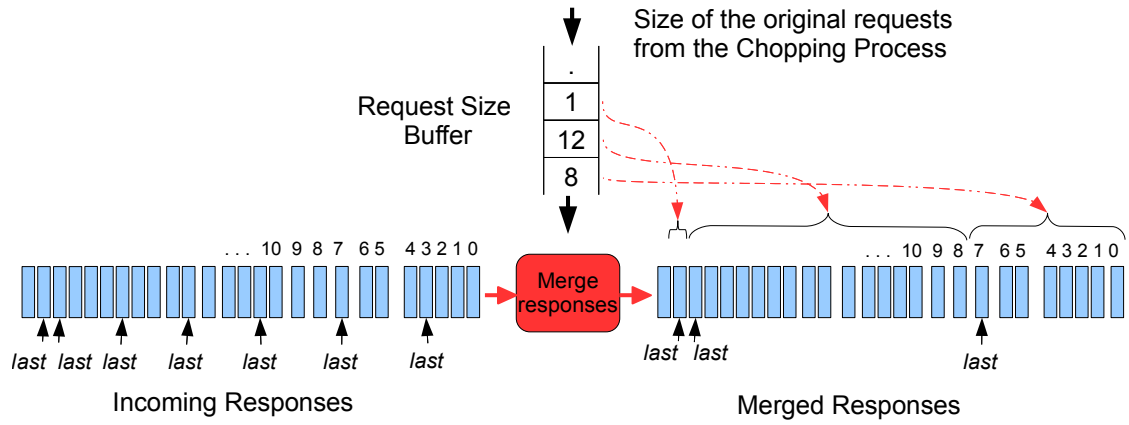 Size of the original requests
from the Chopping Process
.
Request Size
Buffer
1
12
8
. . . 10 9 8 7 6 5 4 3 2 1 0
. . . 10 9 8 7 6 5 4 3 2 1 0
Merge
responses
last last last last last last last
last last last
Incoming Responses
Merged Responses